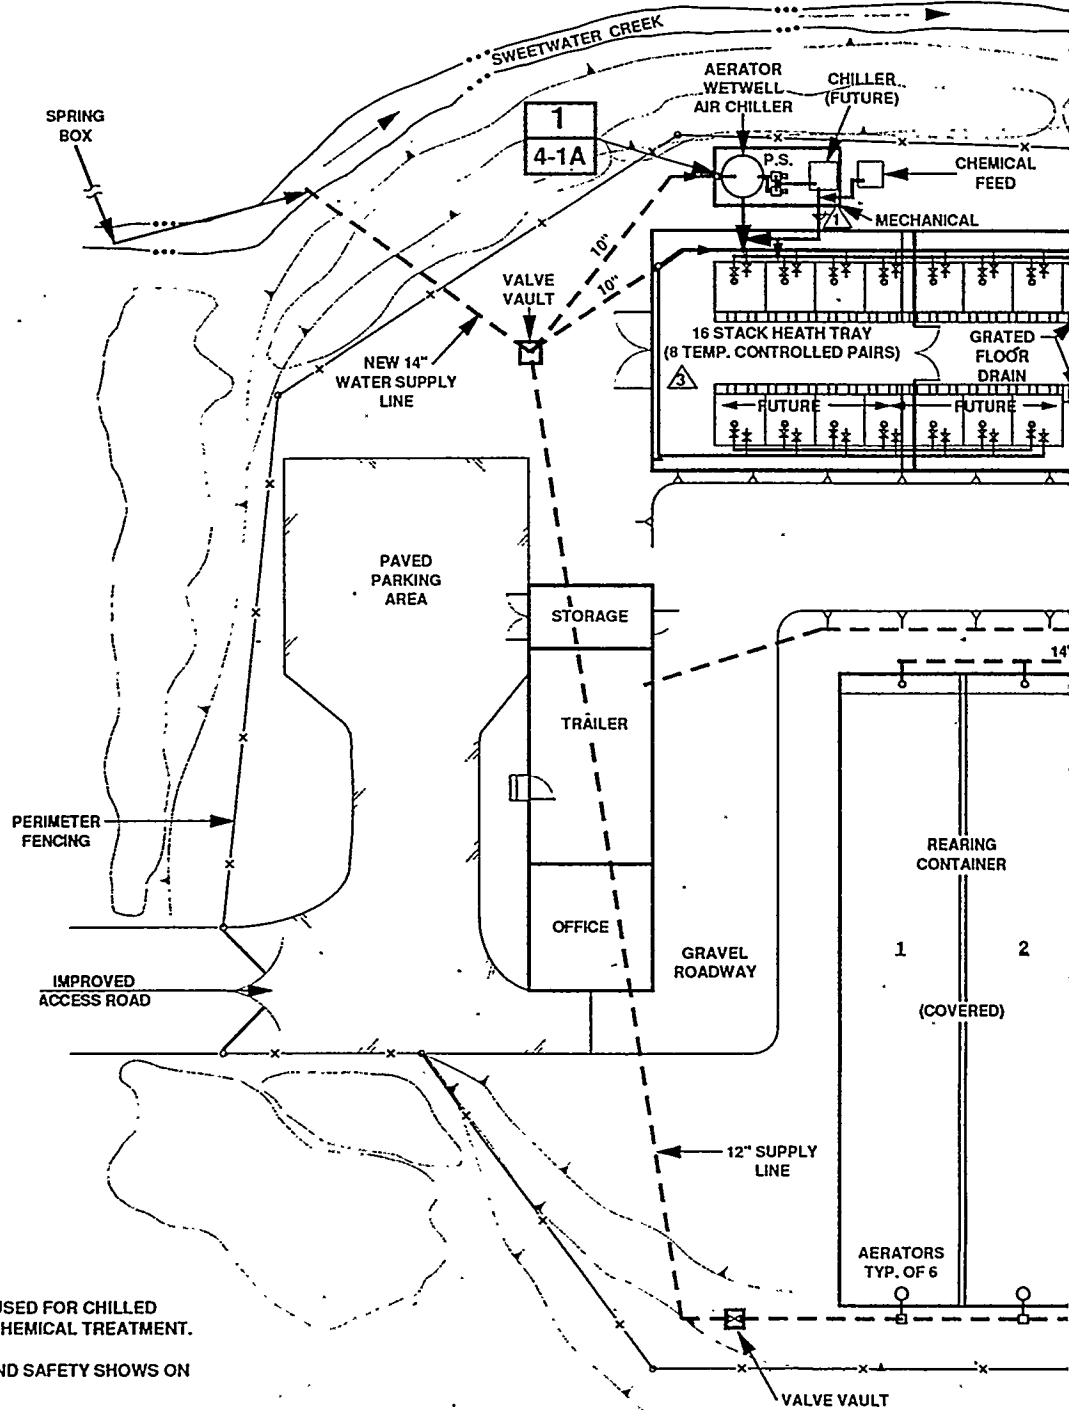 SWEETWATER CREEK
SPRING
BOX
1
4-1A
AERATOR
WETWELL
AIR CHILLER
CHILLER
(FUTURE)
P.S.
CHEMICAL
FEED
1
MECHANICAL
10"
10"
VALVE
VAULT
NEW 14"
WATER SUPPLY
LINE
16 STACK HEATH TRAY
(8 TEMP. CONTROLLED PAIRS)
3
GRATED
FLOOR
DRAIN
FUTURE
FUTURE
PAVED
PARKING
AREA
STORAGE
14"
TRAILER
PERIMETER
FENCING
REARING
CONTAINER
OFFICE
1
2
GRAVEL
ROADWAY
IMPROVED
ACCESS ROAD
(COVERED)
12" SUPPLY
LINE
AERATORS
TYP. OF 6
USED FOR CHILLED
HEMICAL TREATMENT.
ND SAFETY SHOWS ON
VALVE VAULT